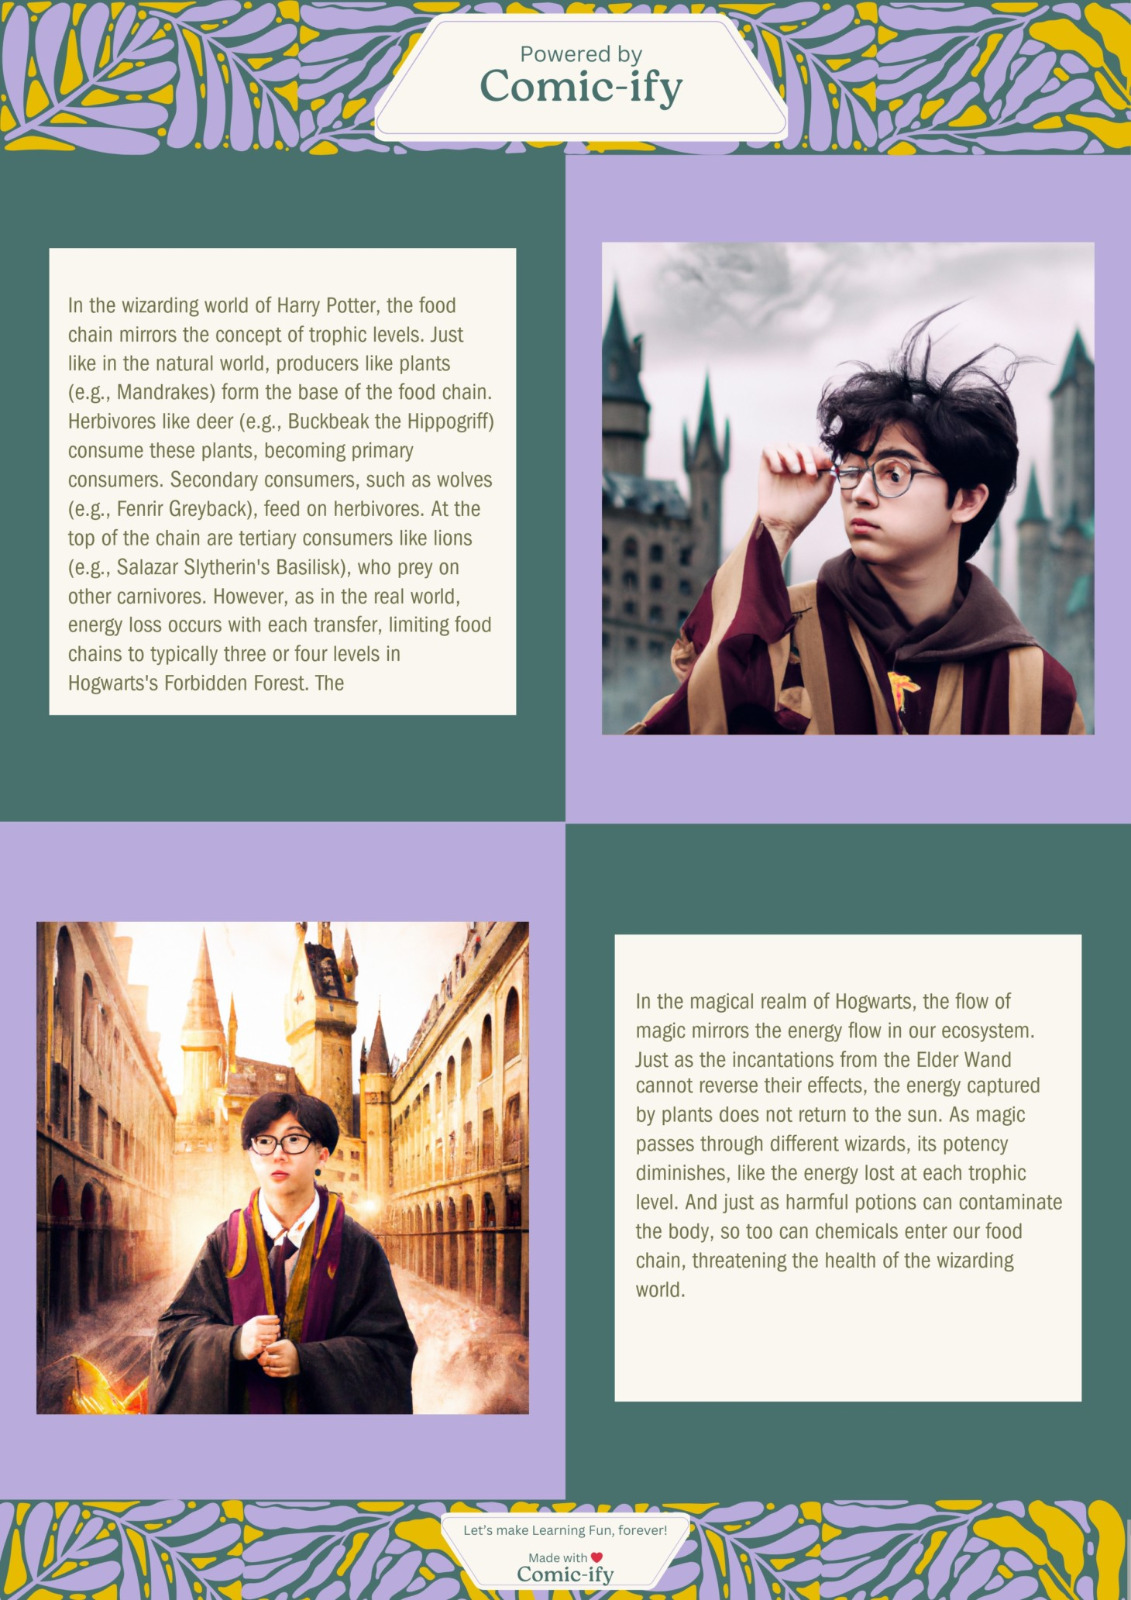 Powered by
Comic-ify
In the wizarding world of Harry Potter, the food
chain mirrors the concept of trophic levels. Just
like in the natural world, producers like plants
(e.g., Mandrakes) form the base of the food chain.
Herbivores like deer (e.g., Buckbeak the Hippogriff)
consume these plants, becoming primary
consumers. Secondary consumers, such as wolves
(e.g., Fenrir Greyback), feed on herbivores. At the
top of the chain are tertiary consumers like lions
(e.g., Salazar Slytherin's Basilisk), who prey on
other carnivores. However, as in the real world,
energy loss occurs with each transfer, limiting food
chains to typically three or four levels in
Hogwarts's Forbidden Forest. The
In the magical realm of Hogwarts, the flow of
magic mirrors the energy flow in our ecosystem.
Just as the incantations from the Elder Wand
cannot reverse their effects, the energy captured
by plants does not return to the sun. As magic
passes through different wizards, its potency
diminishes, like the energy lost at each trophic
level. And just as harmful potions can contaminate
the body, so too can chemicals enter our food
chain, threatening the health of the wizarding
world.
Let's make Learning Fun, forever!
Made with ❤
Comic-ify